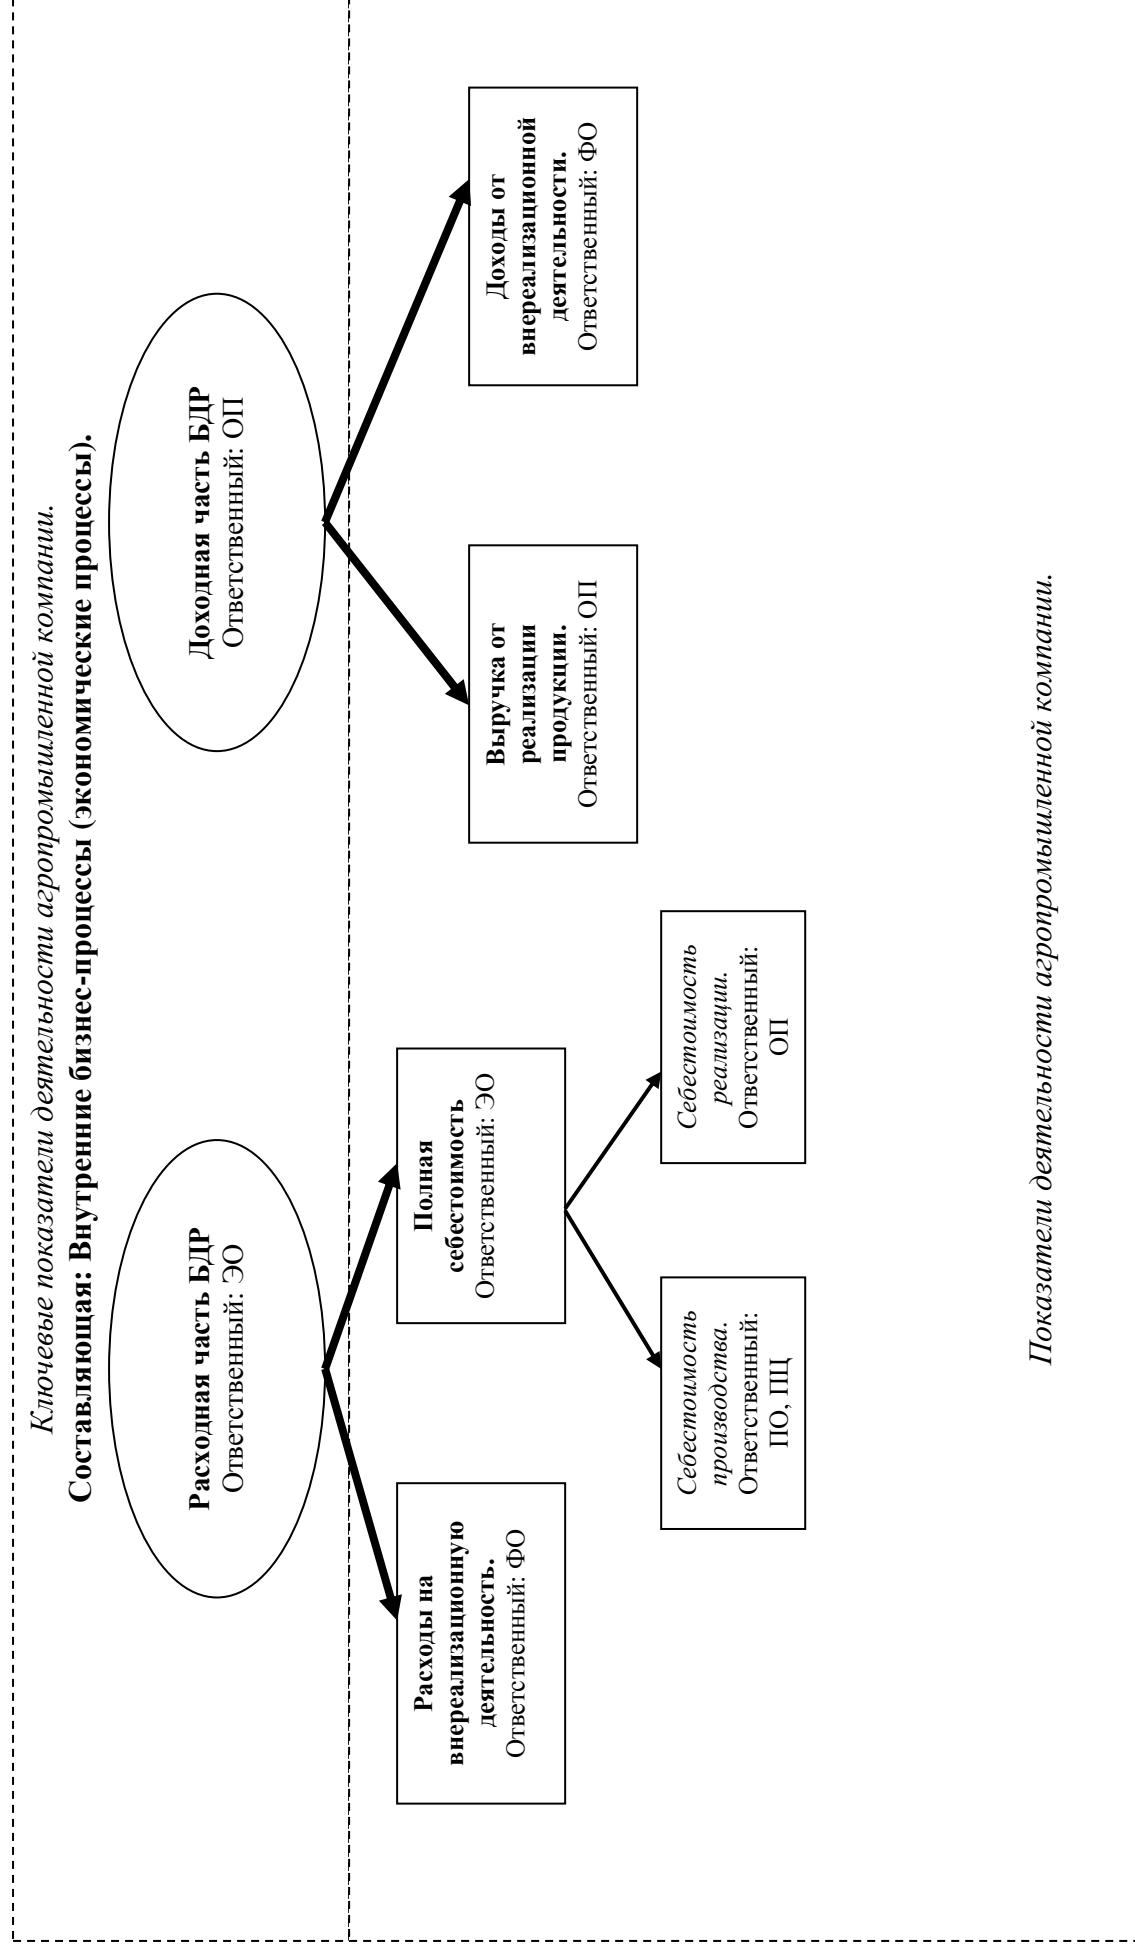 Ключевые показатели деятельности агропромышленной компании.
Составляющая: Внутренние бизнес-процессы (экономические процессы).
Расходная часть БДР
Ответственный: ЭО
Доходная часть БДР
Ответственный: ОП
Расходы на
внереализационную
деятельность.
Ответственный: ФО
Полная
себестоимость
Ответственный: ЭО
Выручка от
реализации
продукции.
Ответственный: ОП
Доходы от
внереализационной
деятельности.
Ответственный: ФО
Себестоимость
производства.
Ответственный:
ПО, ПЦ
Себестоимость
реализации.
Ответственный:
ОП
Показатели деятельности агропромышленной компании.